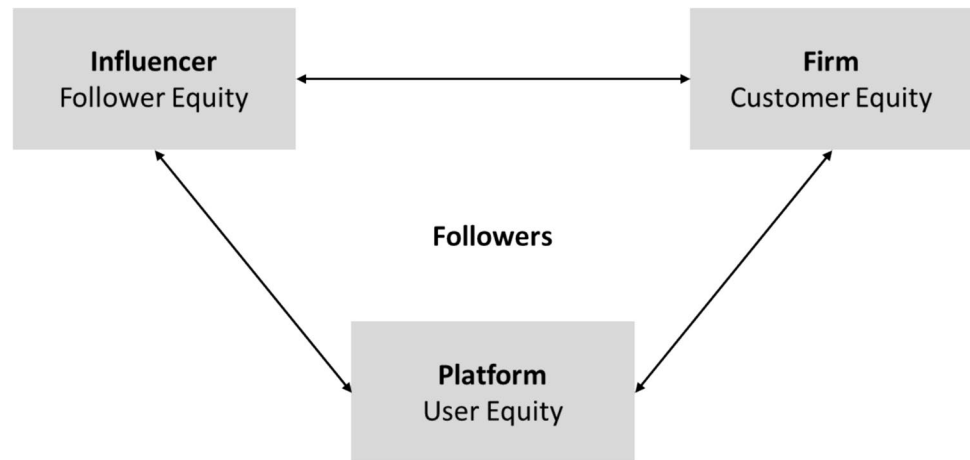 Influencer
Follower Equity
Firm
Customer Equity
Followers
Platform
User Equity